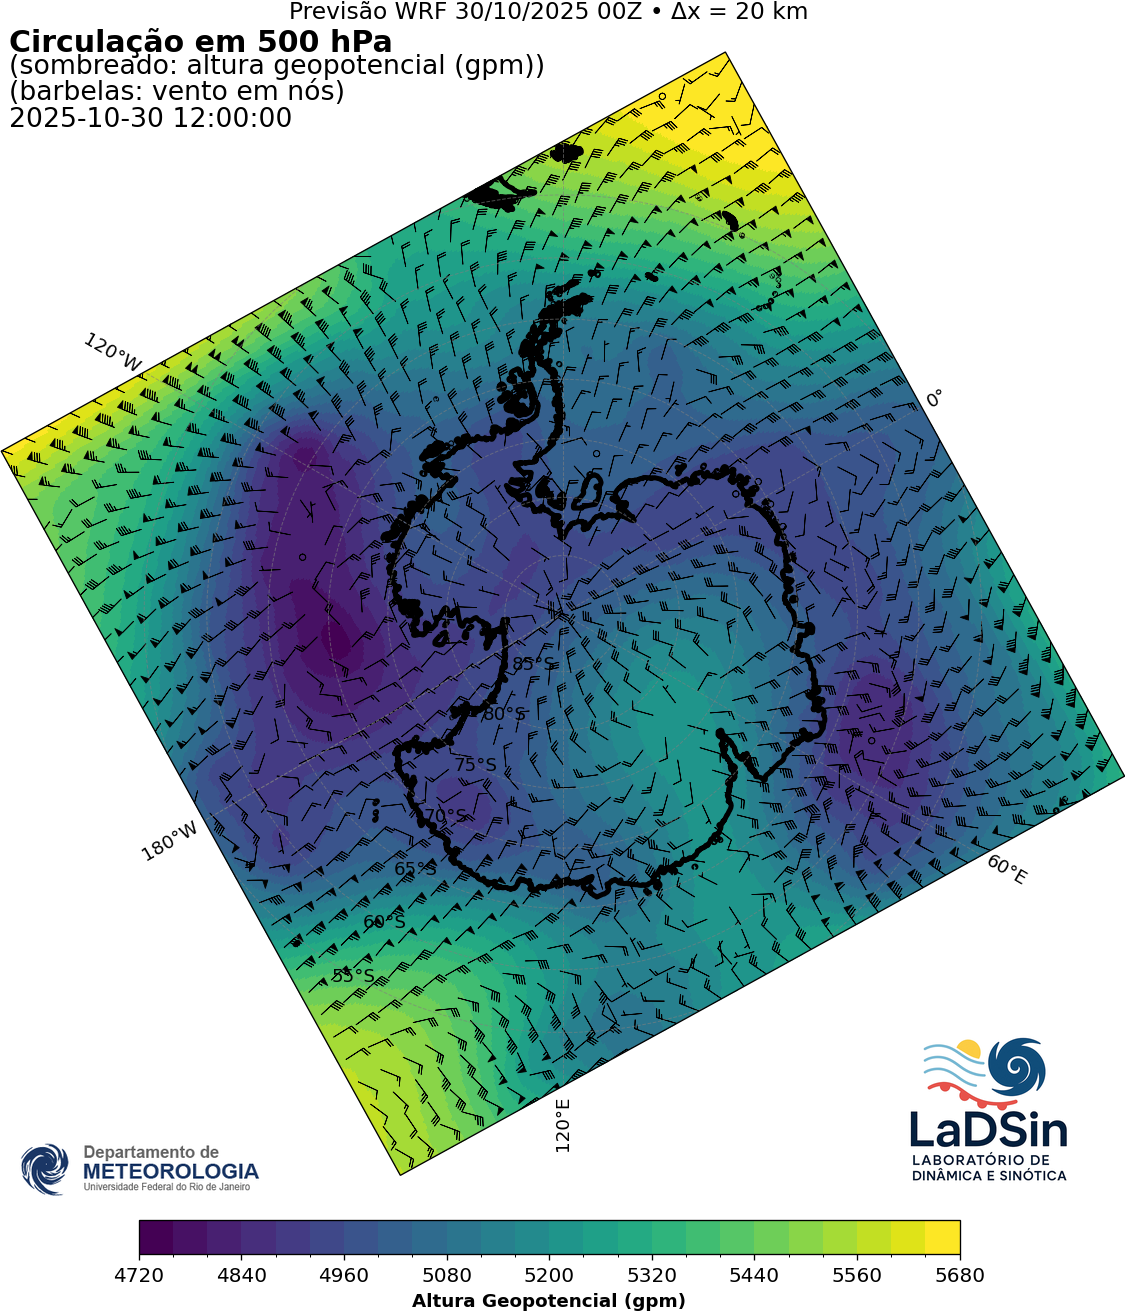 Previsão WRF 30/10/2025 00Z • Δx = 20 km
Circulação em 500 hPa
(sombreado: altura geopotencial (gpm))
(barbelas: vento em nós)
2025-10-30 12:00:00
120°W
0°
85°S
80°S
75°S
70°S
65°S
60°S
55°S
180°W
60°E
120°E
LaDSin
LABORATÓRIO DE
DINÂMICA E SINÓTICA
Departamento de
METEOROLOGIA
Universidade Federal do Rio de Janeiro
4720 4840 4960 5080 5200 5320 5440 5560 5680
Altura Geopotencial (gpm)